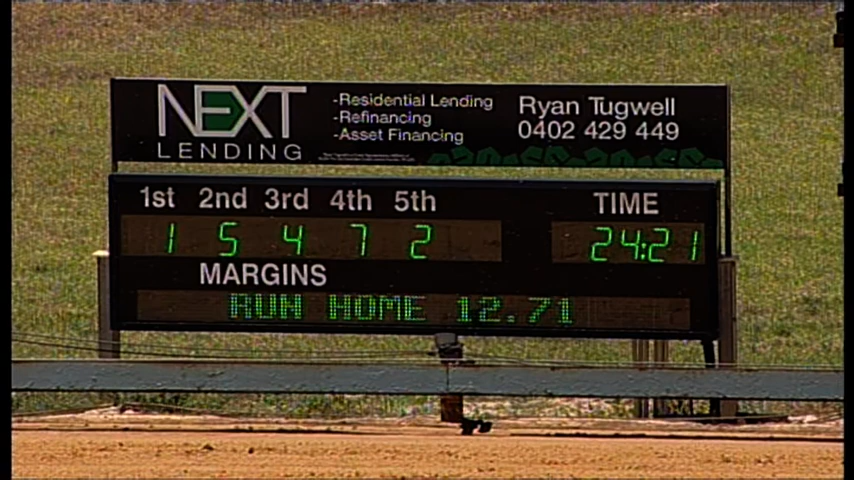 NEXT
LENDING
-Residential Lending
-Refinancing
-Asset Financing
Ryan Tugwell
0402 429 449
1st 2nd 3rd 4th 5th TIME
1 5 4 7 2 24:21
MARGINS
RUN HOME 12.71